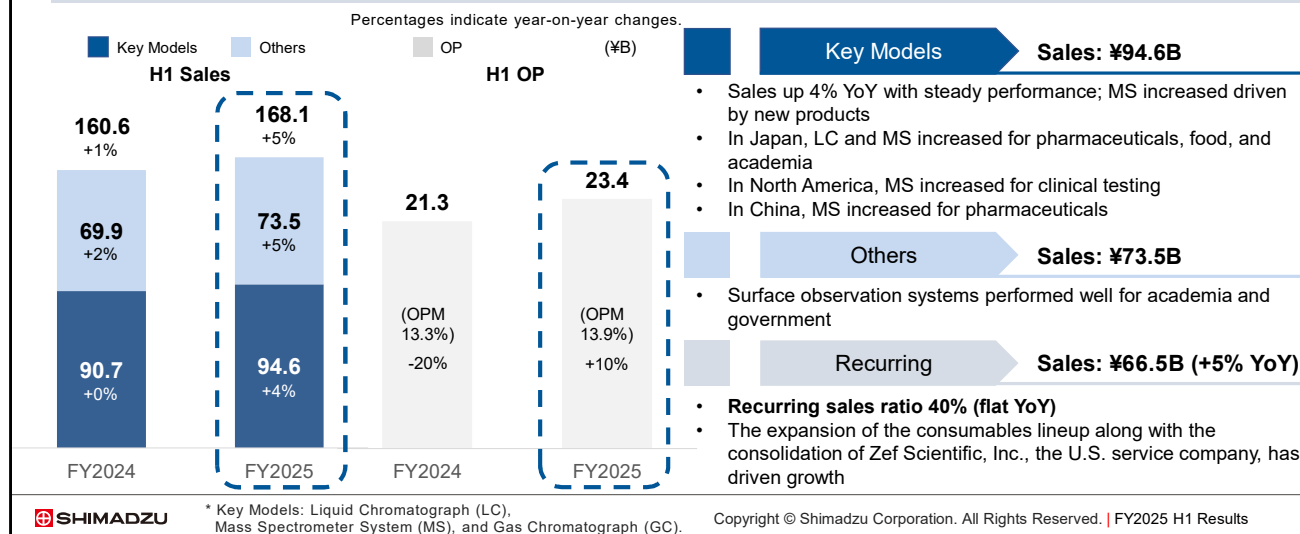 Percentages indicate year-on-year changes.
Key Models
Others
OP
(¥B)
H1 Sales
H1 OP
160.6
+1%
69.9
+2%
90.7
+0%
FY2024
168.1
+5%
73.5
+5%
94.6
+4%
FY2025
21.3
(OPM
13.3%)
-20%
FY2024
23.4
(OPM
13.9%)
+10%
FY2025
Key Models
Sales: ¥94.6B
• Sales up 4% YoY with steady performance; MS increased driven
by new products
• In Japan, LC and MS increased for pharmaceuticals, food, and
academia
• In North America, MS increased for clinical testing
• In China, MS increased for pharmaceuticals
Others
Sales: ¥73.5B
• Surface observation systems performed well for academia and
government
Recurring
Sales: ¥66.5B (+5% YoY)
• Recurring sales ratio 40% (flat YoY)
• The expansion of the consumables lineup along with the
consolidation of Zef Scientific, Inc., the U.S. service company, has
driven growth
SHIMADZU
* Key Models: Liquid Chromatograph (LC),
Mass Spectrometer System (MS), and Gas Chromatograph (GC).
Copyright © Shimadzu Corporation. All Rights Reserved. | FY2025 H1 Results